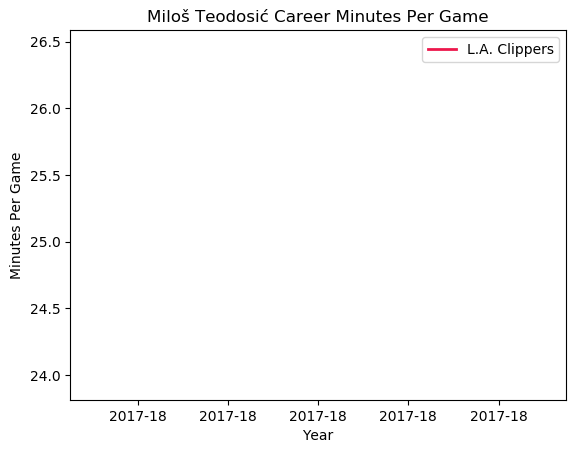 Miloš Teodosić Career Minutes Per Game
L.A. Clippers
Minutes Per Game
26.5
26.0
25.5
25.0
24.5
24.0
2017-18 2017-18 2017-18 2017-18 2017-18
Year